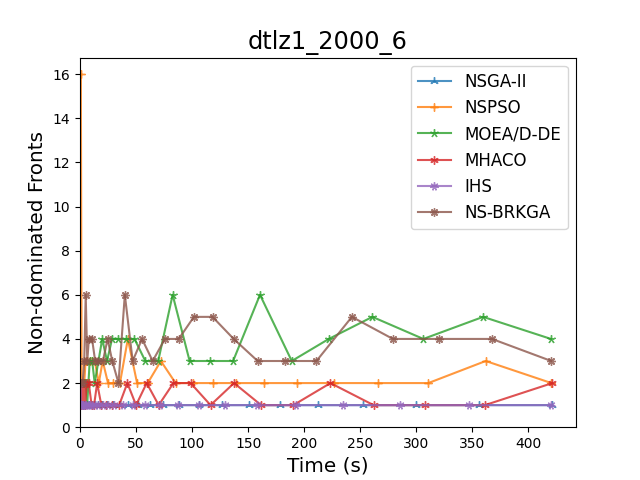 dtlz1_2000_6
Non-dominated Fronts
16
14
12
10
8
6
4
2
0
NSGA-II
NSPSO
MOEA/D-DE
MHACO
IHS
NS-BRKGA
0 50 100 150 200 250 300 350 400
Time (s)